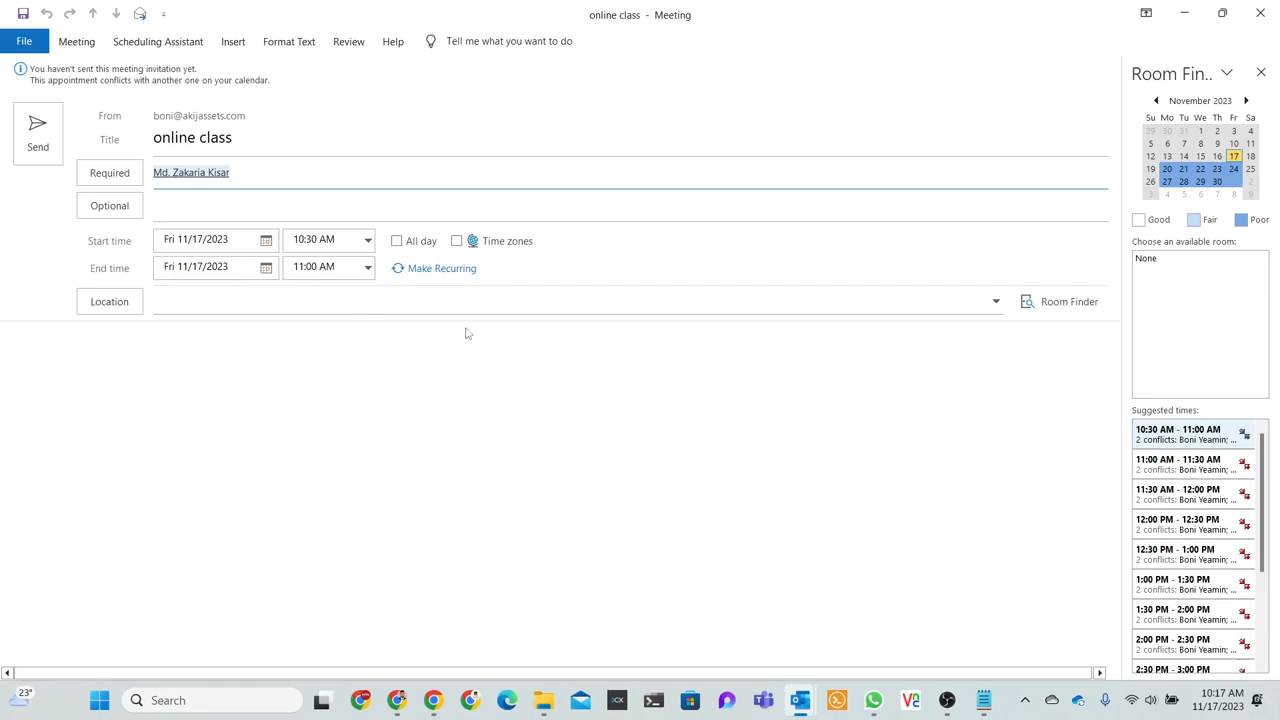 online class - Meeting
File Meeting Scheduling Assistant Insert Format Text Review Help Tell me what you want to do
You haven't sent this meeting invitation yet.
This appointment conflicts with another one on your calendar.
Send
From boni@akijassets.com
Title online class
Required Md. Zakaria Kisar
Optional
Start time Fri 11/17/2023 10:30 AM All day Time zones
End time Fri 11/17/2023 11:00 AM Make Recurring
Location Room Finder
Room Fin...
November 2023
Su Mo Tu We Th Fr Sa
29 30 31 1 2 3 4
5 6 7 8 9 10 11
12 13 14 15 16 17 18
19 20 21 22 23 24 25
26 27 28 29 30 1 2
3 4 5 6 7 8 9
Good Fair Poor
Choose an available room:
None
Suggested times:
10:30 AM - 11:00 AM
2 conflicts: Boni Yeamin; ...
11:00 AM - 11:30 AM
2 conflicts: Boni Yeamin; ...
11:30 AM - 12:00 PM
2 conflicts: Boni Yeamin; ...
12:00 PM - 12:30 PM
2 conflicts: Boni Yeamin; ...
12:30 PM - 1:00 PM
2 conflicts: Boni Yeamin; ...
1:00 PM - 1:30 PM
2 conflicts: Boni Yeamin; ...
1:30 PM - 2:00 PM
2 conflicts: Boni Yeamin; ...
2:00 PM - 2:30 PM
2 conflicts: Boni Yeamin; ...
2:30 PM - 3:00 PM
23°
Search
10:17 AM
11/17/2023